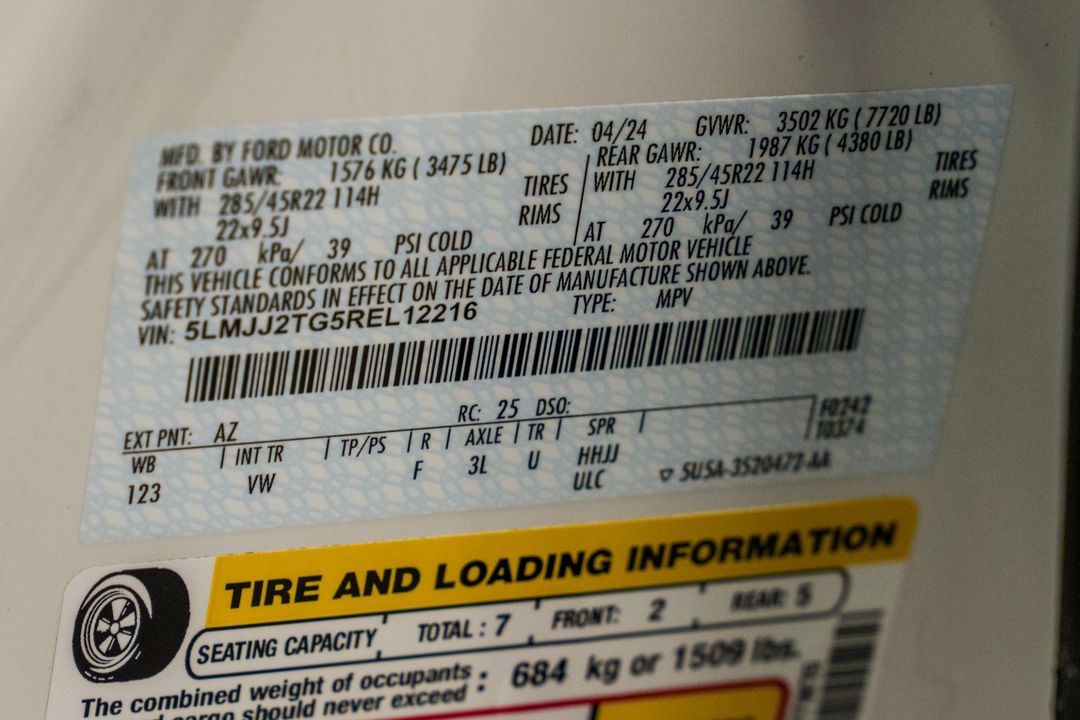 MFD. BY FORD MOTOR CO. DATE: 04/24 GVWR: 3502 KG ( 7720 LB)
FRONT GAWR: 1576 KG ( 3475 LB) REAR GAWR: 1987 KG ( 4380 LB)
WITH 285/45R22 114H TIRES WITH 285/45R22 114H TIRES
22x9.5J RIMS 22x9.5J RIMS
AT 270 kPa/ 39 PSI COLD AT 270 kPa/ 39 PSI COLD
THIS VEHICLE CONFORMS TO ALL APPLICABLE FEDERAL MOTOR VEHICLE
SAFETY STANDARDS IN EFFECT ON THE DATE OF MANUFACTURE SHOWN ABOVE.
VIN: 5LMJJ2TG5REL12216 TYPE: MPV
EXT PNT: AZ RC: 25 DSO: F0242
WB INT TR TP/PS R AXLE TR SPR T0374
123 VW F 3L U HHJJ
ULC 5U5A-3520472-AA
TIRE AND LOADING INFORMATION
SEATING CAPACITY TOTAL : 7 FRONT: 2 REAR: 5
The combined weight of occupants : 684 kg or 1509 lbs.
cargo should never exceed